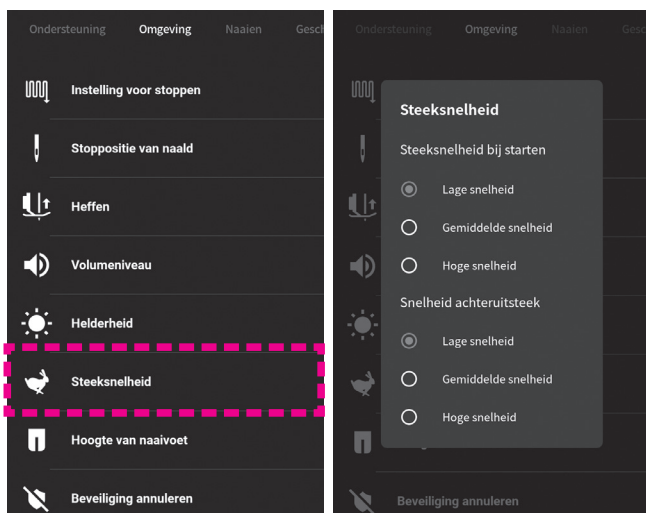 Ondersteuning Omgeving Naaien Gesch
Instelling voor stoppen
Stoppositie van naald
Heffen
Volumeniveau
Helderheid
Steeksnelheid
Hoogte van naaivoet
Beveiliging annuleren
Ondersteuning Omgeving Naaien Gesc
Steeksnelheid
Steeksnelheid bij starten
Lage snelheid
Gemiddelde snelheid
Hoge snelheid
Snelheid achteruitsteek
Lage snelheid
Gemiddelde snelheid
Hoge snelheid
Beveiliging annuleren